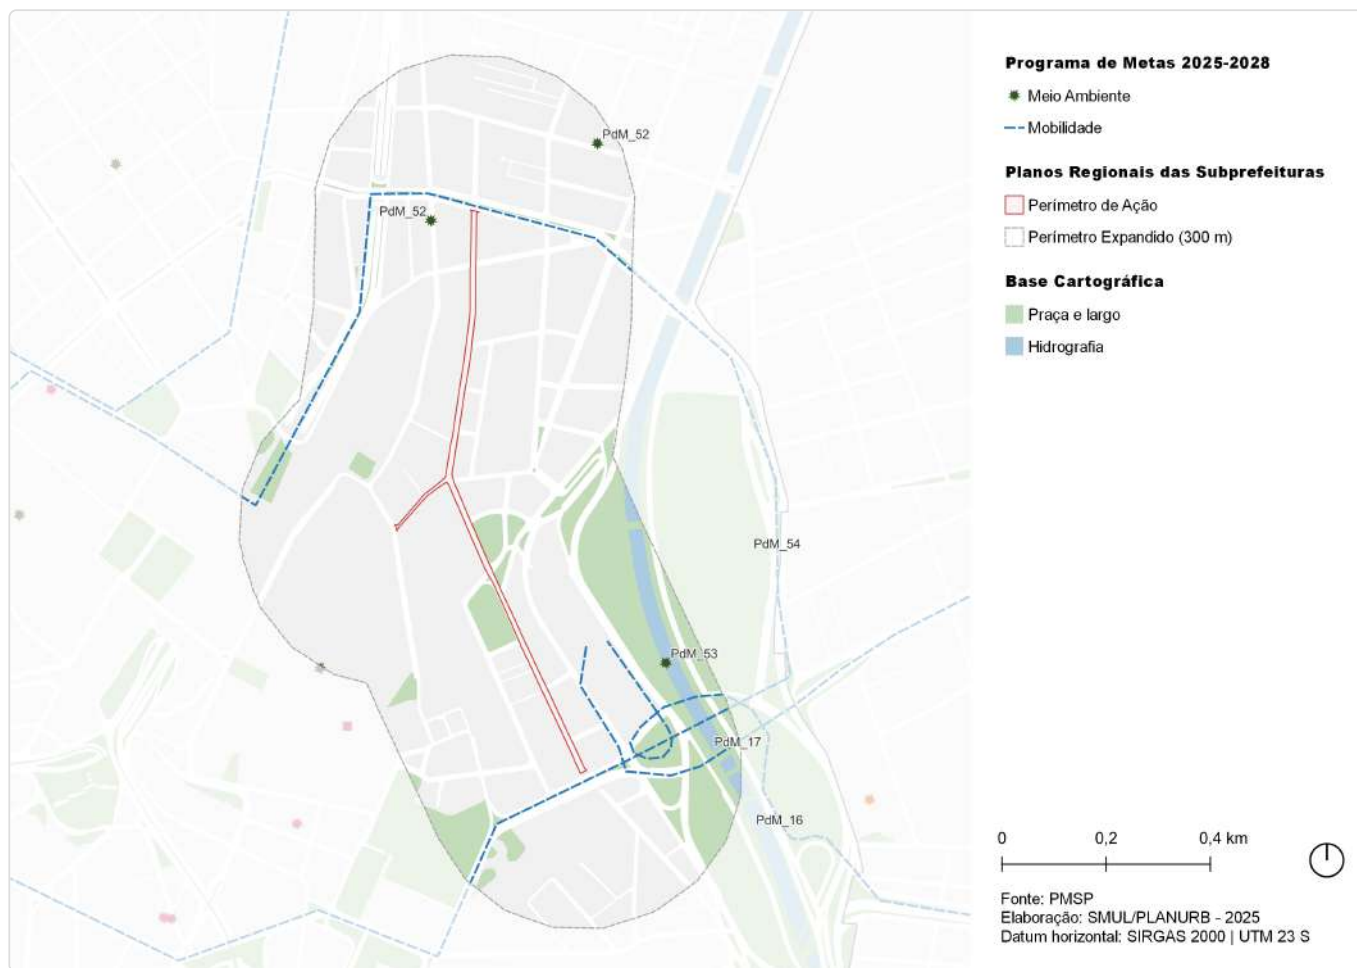 PdM_52
PdM_52
PdM_54
PdM_53
PdM_17
PdM_16
Programa de Metas 2025-2028
Meio Ambiente
Mobilidade
Planos Regionais das Subprefeituras
Perímetro de Ação
Perímetro Expandido (300 m)
Base Cartográfica
Praça e largo
Hidrografia
0 0,2 0,4 km
Fonte: PMSP
Elaboração: SMUL/PLANURB - 2025
Datum horizontal: SIRGAS 2000 | UTM 23 S